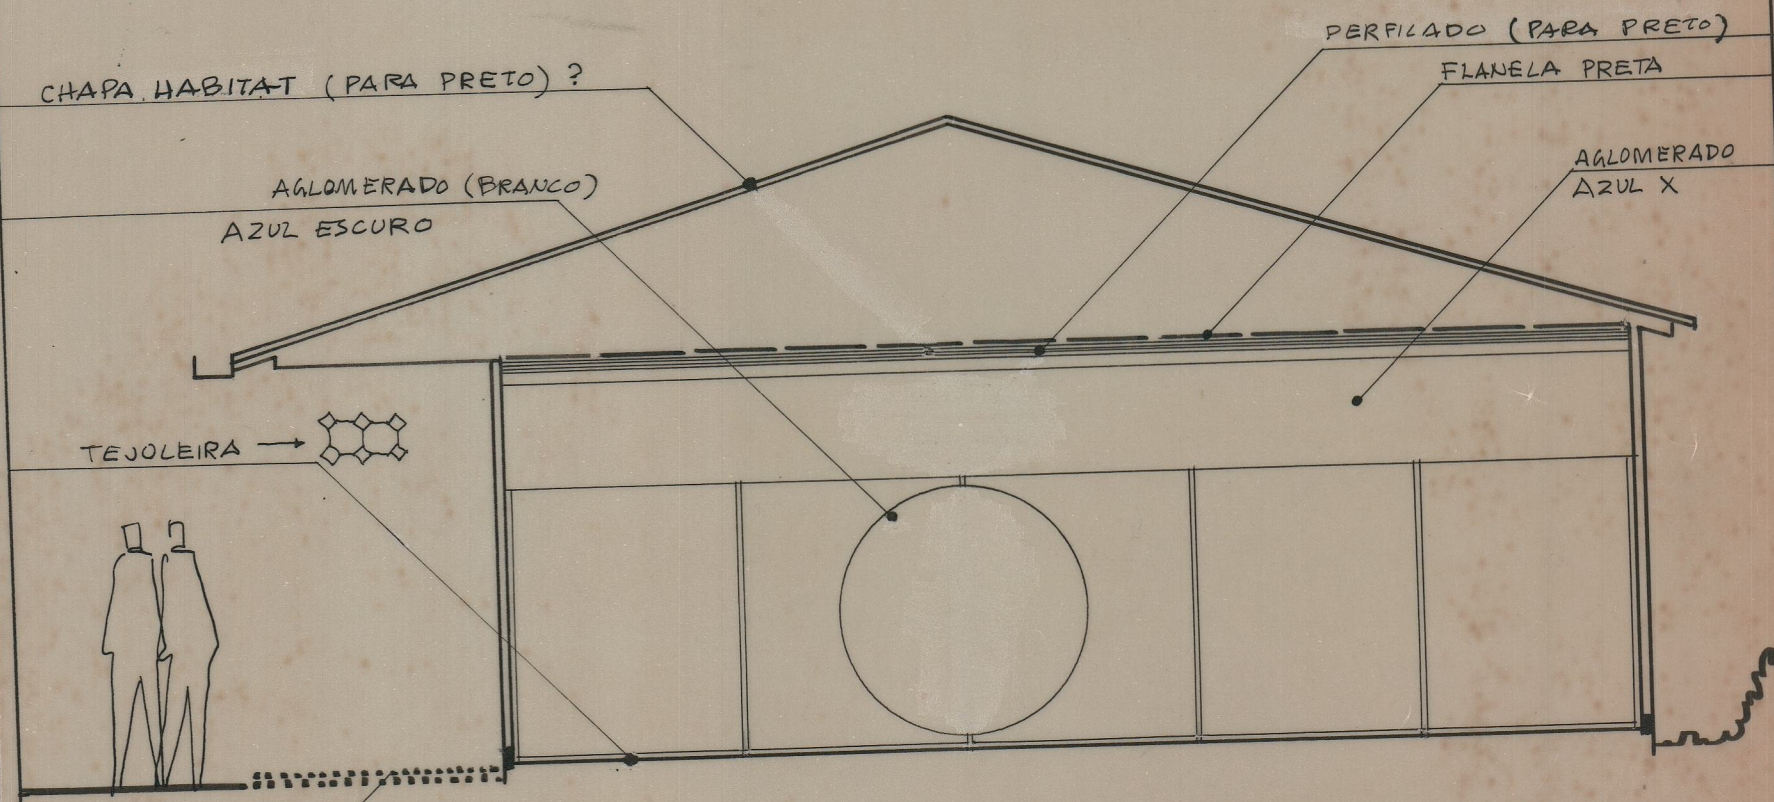 PERFILADO (PARA PRETO)
FLANELA PRETA
CHAPA HABITAT (PARA PRETO) ?
AGLOMERADO
AZUL X
AGLOMERADO (BRANCO)
AZUL ESCURO
TEJOLEIRA →